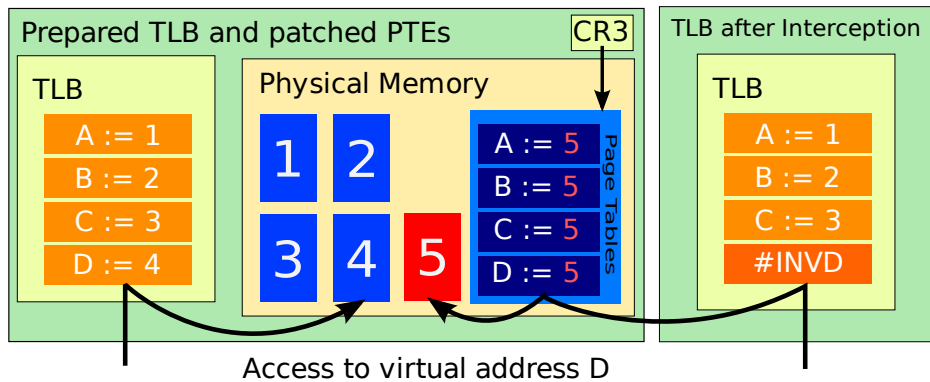 Prepared TLB and patched PTEs
CR3
TLB
A := 1
B := 2
C := 3
D := 4
Physical Memory
1
2
3
4
5
A := 5
B := 5
C := 5
D := 5
Page Tables
TLB after Interception
TLB
A := 1
B := 2
C := 3
#INVD
Access to virtual address D